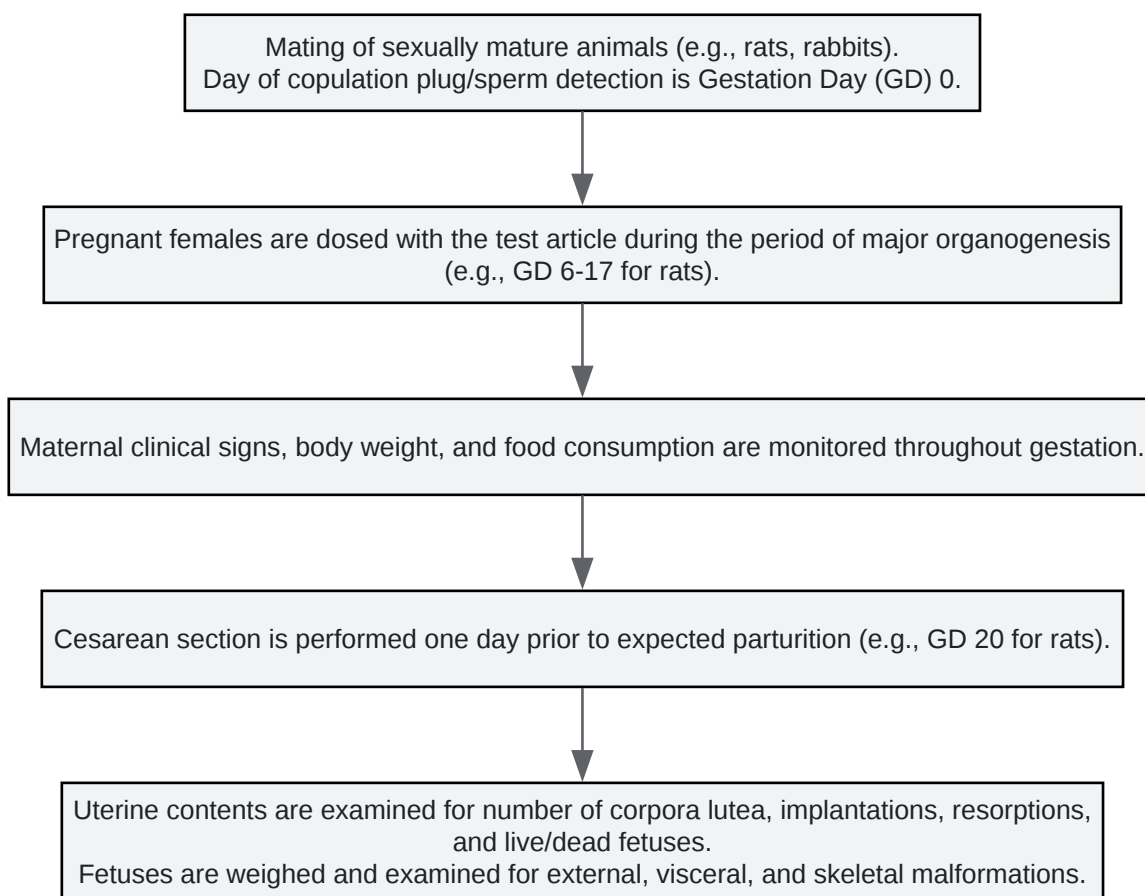 Mating of sexually mature animals (e.g., rats, rabbits).
Day of copulation plug/sperm detection is Gestation Day (GD) 0.
Pregnant females are dosed with the test article during the period of major organogenesis
(e.g., GD 6-17 for rats).
Maternal clinical signs, body weight, and food consumption are monitored throughout gestation.
Cesarean section is performed one day prior to expected parturition (e.g., GD 20 for rats).
Uterine contents are examined for number of corpora lutea, implantations, resorptions,
and live/dead fetuses.
Fetuses are weighed and examined for external, visceral, and skeletal malformations.